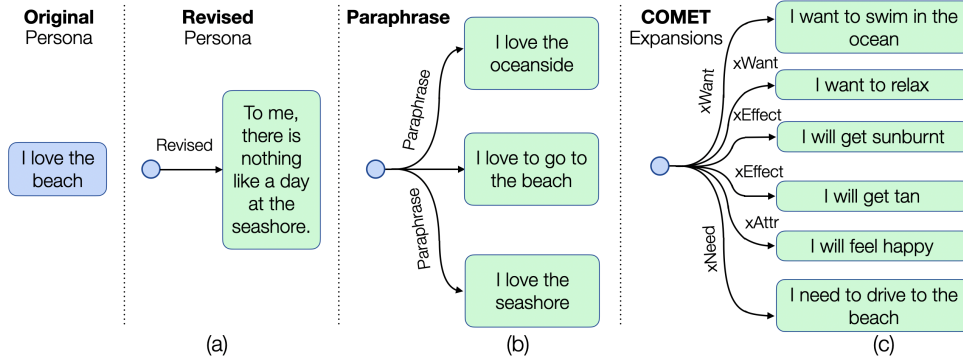 Original
Persona
I love the
beach
Revised
Persona
Revised
To me,
there is
nothing
like a day
at the
seashore.
(a)
Paraphrase
Paraphrase
Paraphrase
I love the
oceanside
I love to go to
the beach
I love the
seashore
(b)
COMET
Expansions
xWant
xWant
xEffect
xEffect
xAttr
xNeed
I want to swim in the
ocean
I want to relax
I will get sunburnt
I will get tan
I will feel happy
I need to drive to the
beach
(c)